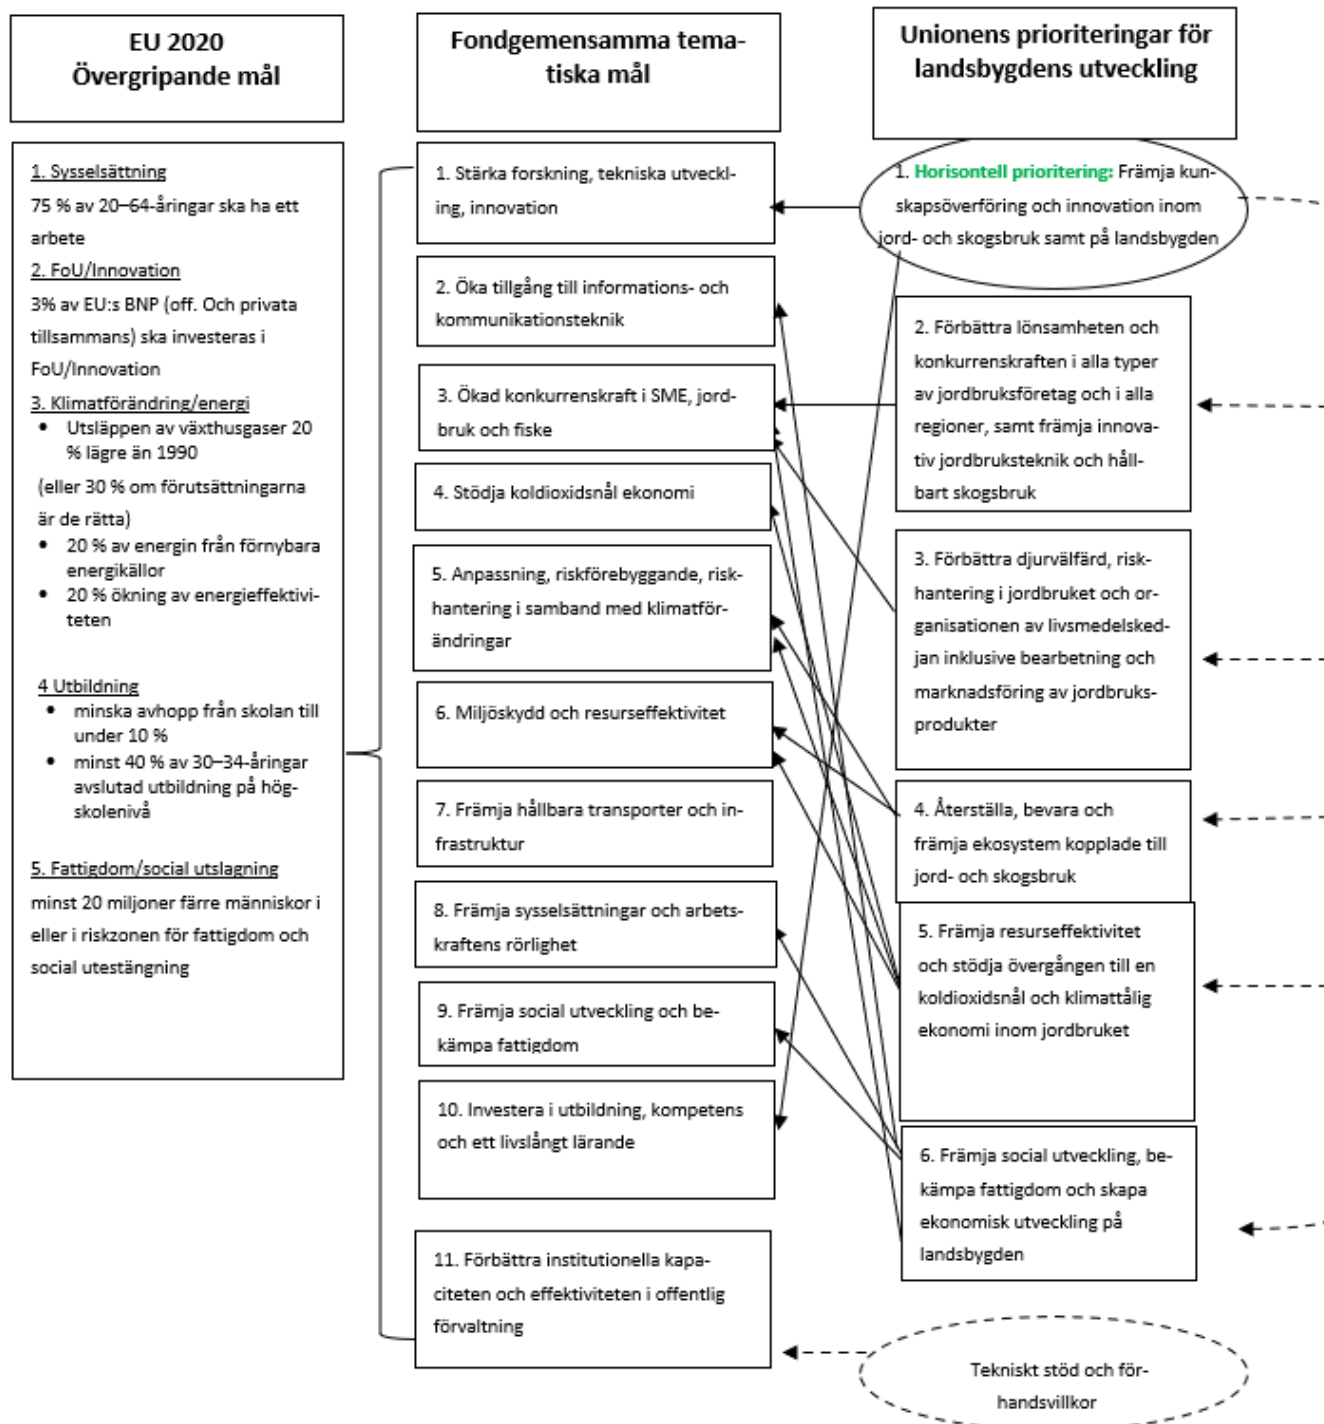 EU 2020
Övergripande mål
1. Sysselsättning
75 % av 20–64-åringar ska ha ett
arbete
2. FoU/Innovation
3% av EU:s BNP (off. Och privata
tillsammans) ska investeras i
FoU/Innovation
3. Klimatförändring/energi
• Utsläppen av växthusgaser 20
% lägre än 1990
(eller 30 % om förutsättningarna
är de rätta)
• 20 % av energin från förnybara
energikällor
• 20 % ökning av energieffektivi-
teten
4 Utbildning
• minska avhopp från skolan till
under 10 %
• minst 40 % av 30–34-åringar
avslutad utbildning på hög-
skolenivå
5. Fattigdom/social utslagning
minst 20 miljoner färre människor i
eller i riskzonen för fattigdom och
social utestängning
Fondgemensamma tema-
tiska mål
1. Stärka forskning, tekniska utveckl-
ing, innovation
2. Öka tillgång till informations- och
kommunikationsteknik
3. Ökad konkurrenskraft i SME, jord-
bruk och fiske
4. Stödja koldioxidsnål ekonomi
5. Anpassning, riskförebyggande, risk-
hantering i samband med klimatför-
ändringar
6. Miljöskydd och resurseffektivitet
7. Främja hållbara transporter och in-
frastruktur
8. Främja sysselsättningar och arbets-
kraftens rörlighet
9. Främja social utveckling och be-
kämpa fattigdom
10. Investera i utbildning, kompetens
och ett livslångt lärande
11. Förbättra institutionella kapa-
citeten och effektiviteten i offentlig
förvaltning
Unionens prioriteringar för
landsbygdens utveckling
1. Horisontell prioritering: Främja kun-
skapsöverföring och innovation inom
jord- och skogsbruk samt på landsbygden
2. Förbättra lönsamheten och
konkurrenskraften i alla typer
av jordbruksföretag och i alla
regioner, samt främja innova-
tiv jordbruksteknik och håll-
bart skogsbruk
3. Förbättra djurvälfärd, risk-
hantering i jordbruket och or-
ganisationen av livsmedelsked-
jan inklusive bearbetning och
marknadsföring av jordbruks-
produkter
4. Återställa, bevara och
främja ekosystem kopplade till
jord- och skogsbruk
5. Främja resurseffektivitet
och stödja övergången till en
koldioxidsnål och klimattålig
ekonomi inom jordbruket
6. Främja social utveckling, be-
kämpa fattigdom och skapa
ekonomisk utveckling på
landsbygden
Tekniskt stöd och för-
handsvillkor